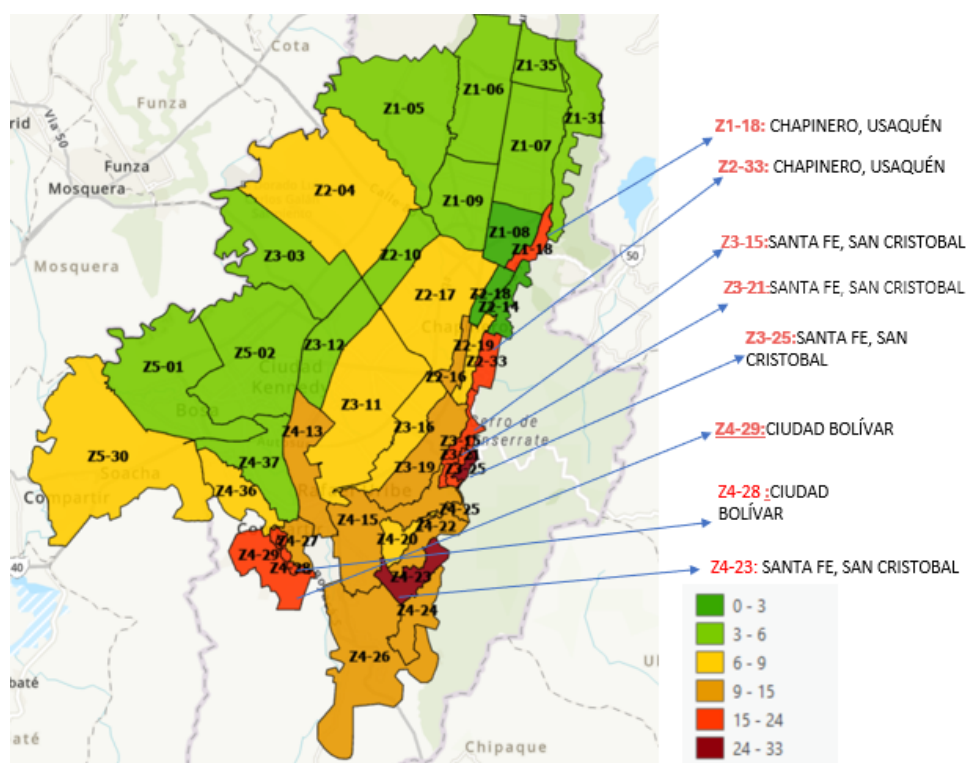 Cota
Z1-35
Z1-06
Z1-05
Z1-31
Funza
Vía 50
Z1-07
Funza
Mosquera
Z2-04
Z1-09
Z1-08
Z1-18
Z3-03
Z2-10
Mosquera
50
Z2-17
Z2-18
Z2-14
Z3-12
Z2-19
Z5-02
Z5-01
Ciudad
Kennedy
Z2-33
Z2-16
Bosa
Z3-11
Z3-16
Z4-13
Z3-15
Z3-21
Z3-25
Z5-30
Soacha
Z4-37
Z3-19
Compartir
Z4-36
Z4-15
Z4-25
Z4-22
Z4-27
Z4-20
Z4-29
Z4-28
40
Z4-23
Z4-24
Z4-26
Chipaque
Z1-18: CHAPINERO, USAQUÉN
Z2-33: CHAPINERO, USAQUÉN
Z3-15:SANTA FE, SAN CRISTOBAL
Z3-21:SANTA FE, SAN CRISTOBAL
Z3-25:SANTA FE, SAN
CRISTOBAL
Z4-29:CIUDAD BOLÍVAR
Z4-28 :CIUDAD
BOLÍVAR
Z4-23: SANTA FE, SAN CRISTOBAL
0 - 3
3 - 6
6 - 9
9 - 15
15 - 24
24 - 33